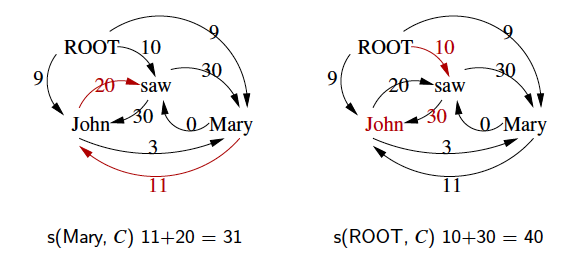 9
ROOT 10
9 30
20 saw
John 30 0 Mary
3
11
s(Mary, C) 11+20 = 31
9
ROOT 10
9 30
20 saw
John 30 0 Mary
3
11
s(ROOT, C) 10+30 = 40